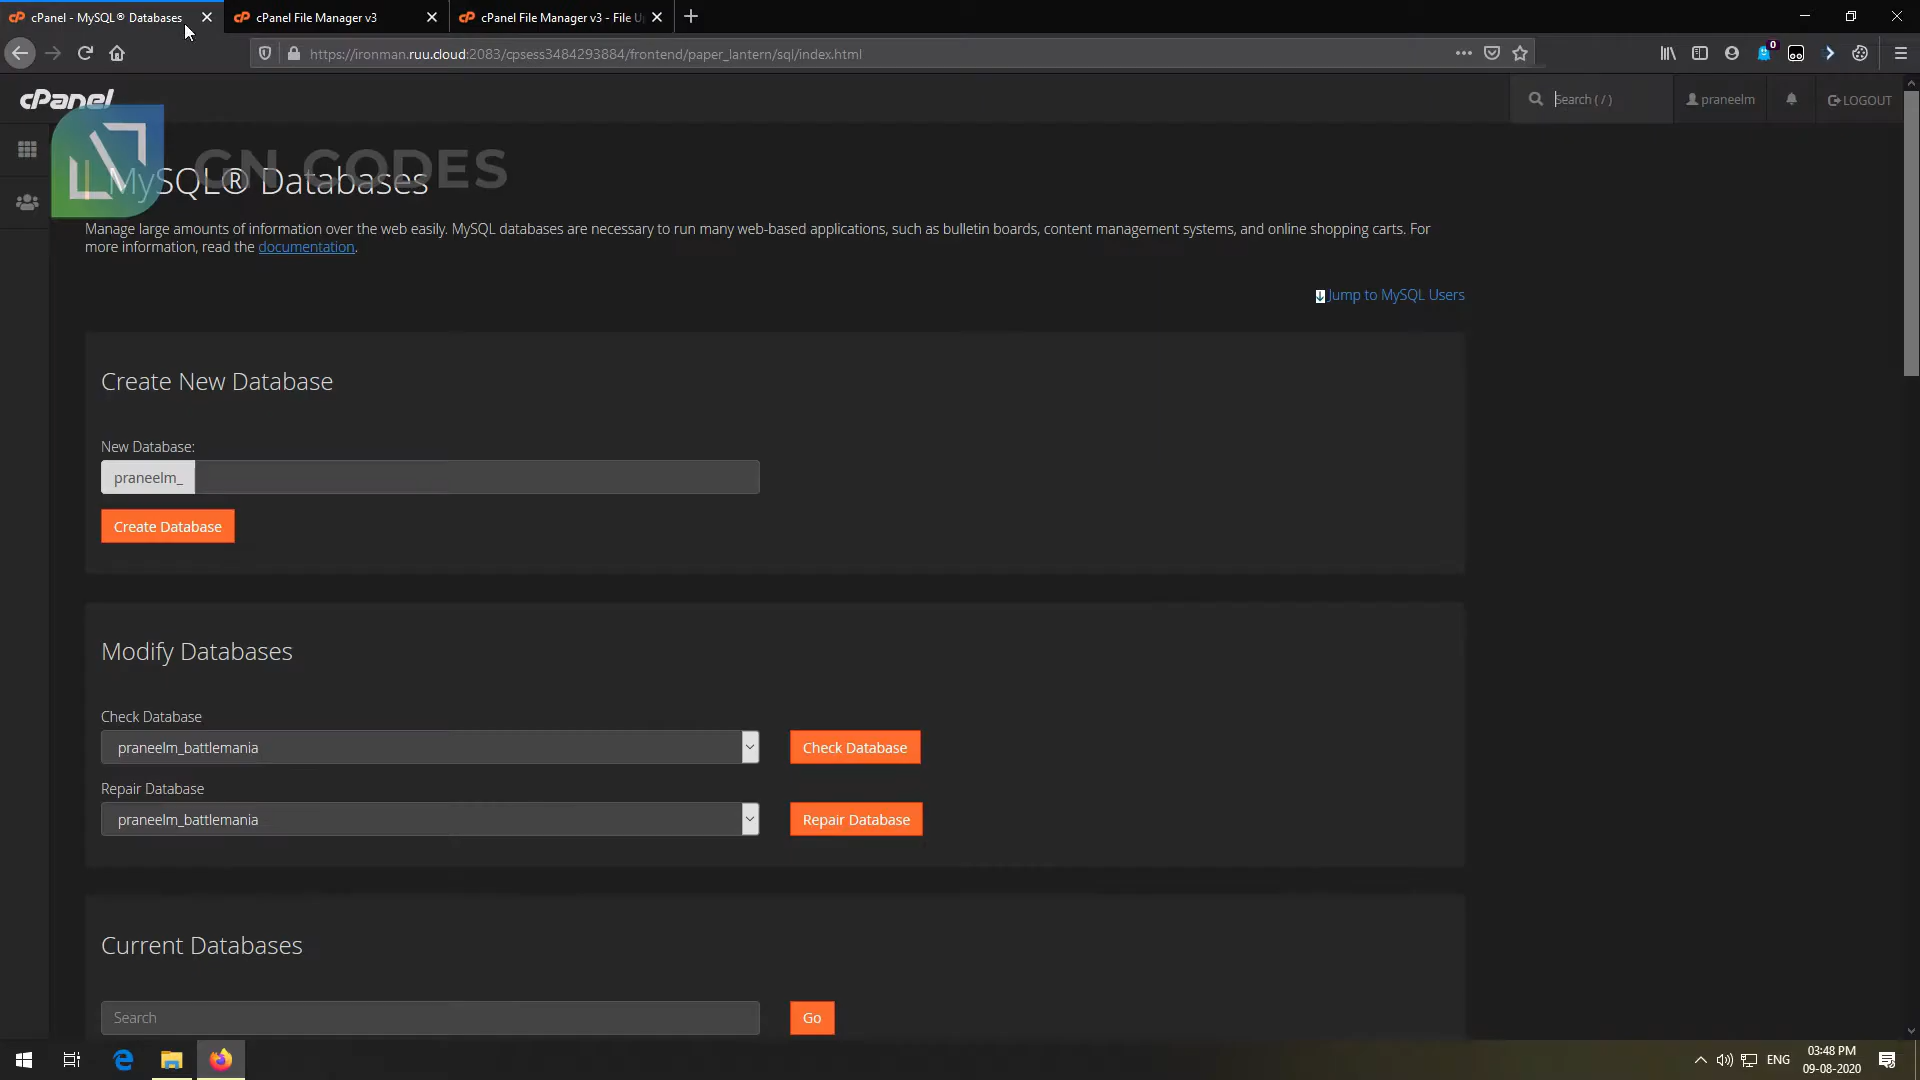 cPanel - MySQL® Databases
cPanel File Manager v3
cPanel File Manager v3 - File U
https://ironman.ruu.cloud:2083/cpsess3484293884/frontend/paper_lantern/sql/index.html
0
cPanel
Search ( / )
praneelm
LOGOUT
CN CODES
MySQL® Databases
Manage large amounts of information over the web easily. MySQL databases are necessary to run many web-based applications, such as bulletin boards, content management systems, and online shopping carts. For
more information, read the documentation.
Jump to MySQL Users
Create New Database
New Database:
praneelm_
Create Database
Modify Databases
Check Database
praneelm_battlemania
Check Database
Repair Database
praneelm_battlemania
Repair Database
Current Databases
Search
Go
ENG
03:48 PM
09-08-2020